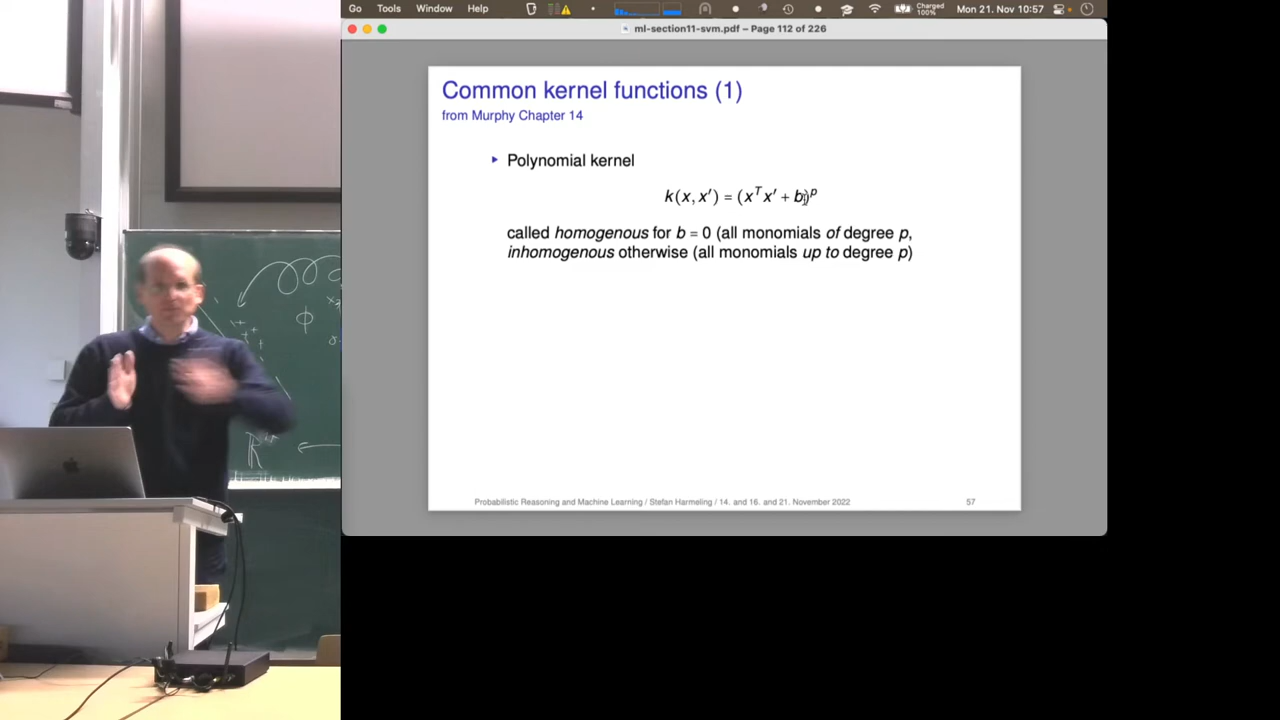 Go Tools Window Help
Charged 100% Mon 21. Nov 10:57
ml-section11-svm.pdf – Page 112 of 226
Common kernel functions (1)
from Murphy Chapter 14
▸ Polynomial kernel
k(x, x′) = (xᵀx′ + b)ᵖ
called homogenous for b = 0 (all monomials of degree p,
inhomogenous otherwise (all monomials up to degree p)
Probabilistic Reasoning and Machine Learning / Stefan Harmeling / 14. and 16. and 21. November 2022 57
ϕ
ℝ